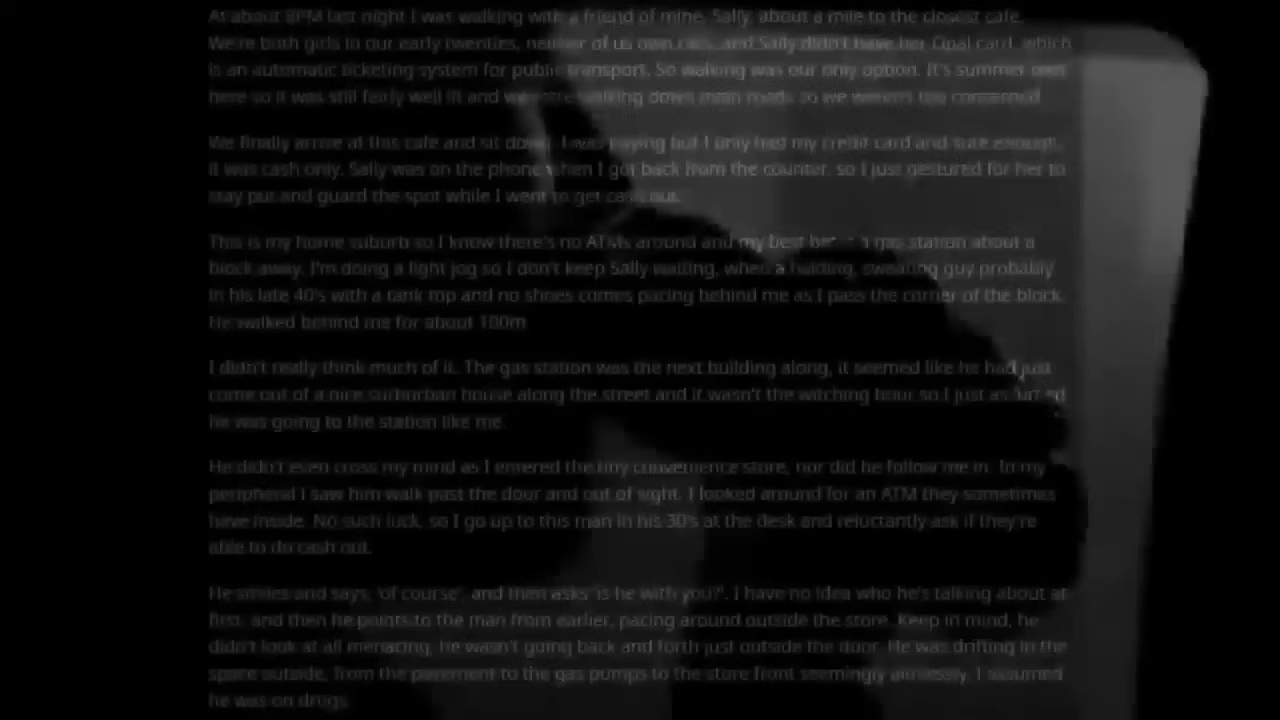 At about 8PM last night I was walking with a friend of mine, Sally, about a mile to the closest cafe.
We're both girls in our early twenties, neither of us own cars, and Sally didn't have her Opal card, which
is an automatic ticketing system for public transport. So walking was our only option. It's summer over
here so it was still fairly well lit and we were walking down main roads so we weren't too concerned.
We finally arrive at this cafe and sit down. I was paying but I only had my credit card and sure enough,
it was cash only. Sally was on the phone when I got back from the counter, so I just gestured for her to
stay put and guard the spot while I went to get cash out.
This is my home suburb so I know there's no ATMs around and my best bet is a gas station about a
block away. I'm doing a light jog so I don't keep Sally waiting, when a balding, swearing guy probably
in his late 40's with a tank top and no shoes comes pacing behind me as I pass the corner of the block.
He walked behind me for about 100m
I didn't really think much of it. The gas station was the next building along, it seemed like he had just
come out of a nice suburban house along the street and it wasn't the witching hour so I just assumed
he was going to the station like me.
He didn't even cross my mind as I entered the tiny convenience store, nor did he follow me in. In my
peripheral I saw him walk past the door and out of sight. I looked around for an ATM they sometimes
have inside. No such luck, so I go up to this man in his 30's at the desk and reluctantly ask if they're
able to do cash out.
He smiles and says, 'of course', and then asks 'is he with you?'. I have no idea who he's talking about at
first, and then he points to the man from earlier, pacing around outside the store. Keep in mind, he
didn't look at all menacing, he wasn't going back and forth just outside the door. He was drifting in the
space outside, from the pavement to the gas pumps to the store front seemingly aimlessly. I assumed
he was on drugs.